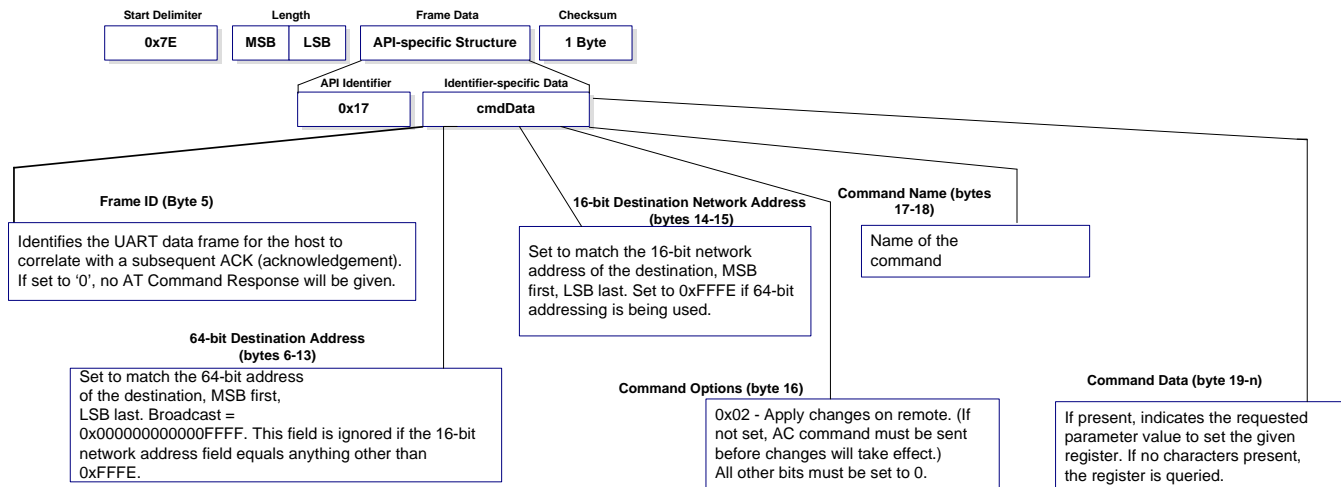 Start Delimiter
Length
Frame Data
Checksum
0x7E
MSB
LSB
API-specific Structure
1 Byte
API Identifier
Identifier-specific Data
0x17
cmdData
Frame ID (Byte 5)
Identifies the UART data frame for the host to
correlate with a subsequent ACK (acknowledgement).
If set to ‘0’, no AT Command Response will be given.
64-bit Destination Address
(bytes 6-13)
Set to match the 64-bit address
of the destination, MSB first,
LSB last. Broadcast =
0x000000000000FFFF. This field is ignored if the 16-bit
network address field equals anything other than
0xFFFE.
16-bit Destination Network Address
(bytes 14-15)
Set to match the 16-bit network
address of the destination, MSB
first, LSB last. Set to 0xFFFE if 64-bit
addressing is being used.
Command Options (byte 16)
0x02 - Apply changes on remote. (If
not set, AC command must be sent
before changes will take effect.)
All other bits must be set to 0.
Command Name (bytes
17-18)
Name of the
command
Command Data (byte 19-n)
If present, indicates the requested
parameter value to set the given
register. If no characters present,
the register is queried.